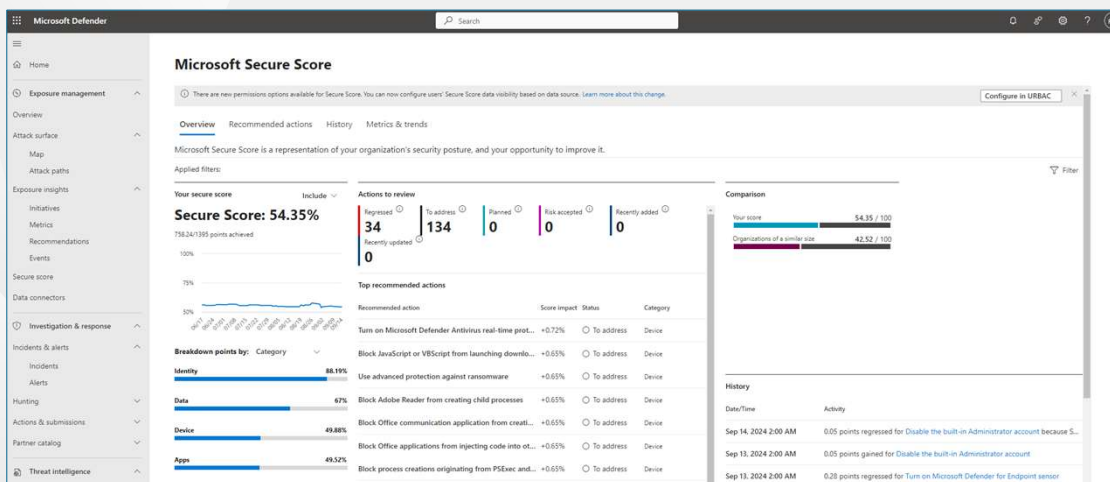 Microsoft Defender
Search
Home
Exposure management
Overview
Attack surface
Map
Attack paths
Exposure insights
Initiatives
Metrics
Recommendations
Events
Secure score
Data connectors
Investigation & response
Incidents & alerts
Incidents
Alerts
Hunting
Actions & submissions
Partner catalog
Threat intelligence
Microsoft Secure Score
There are new permissions options available for Secure Score. You can now configure users' Secure Score data visibility based on data source. Learn more about this change.
Configure in URBAC
Overview Recommended actions History Metrics & trends
Microsoft Secure Score is a representation of your organization's security posture, and your opportunity to improve it.
Applied filters:
Filter
Your secure score Include
Secure Score: 54.35%
758.24/1395 points achieved
100%
75%
50%
Breakdown points by: Category
Identity 88.19%
Data 67%
Device 49.88%
Apps 49.52%
Actions to review
Regressed To address Planned Risk accepted Recently added
34 134 0 0 0
Recently updated
0
Top recommended actions
Recommended action Score impact Status Category
Turn on Microsoft Defender Antivirus real-time prot... +0.72% To address Device
Block JavaScript or VBScript from launching downlo... +0.65% To address Device
Use advanced protection against ransomware +0.65% To address Device
Block Adobe Reader from creating child processes +0.65% To address Device
Block Office communication application from creati... +0.65% To address Device
Block Office applications from injecting code into ot... +0.65% To address Device
Block process creations originating from PSExec and... +0.65% To address Device
Comparison
Your score 54.35 / 100
Organizations of a similar size 42.52 / 100
History
Date/Time Activity
Sep 14, 2024 2:00 AM 0.05 points regressed for Disable the built-in Administrator account because S...
Sep 13, 2024 2:00 AM 0.05 points gained for Disable the built-in Administrator account
Sep 13, 2024 2:00 AM 0.28 points regressed for Turn on Microsoft Defender for Endpoint sensor